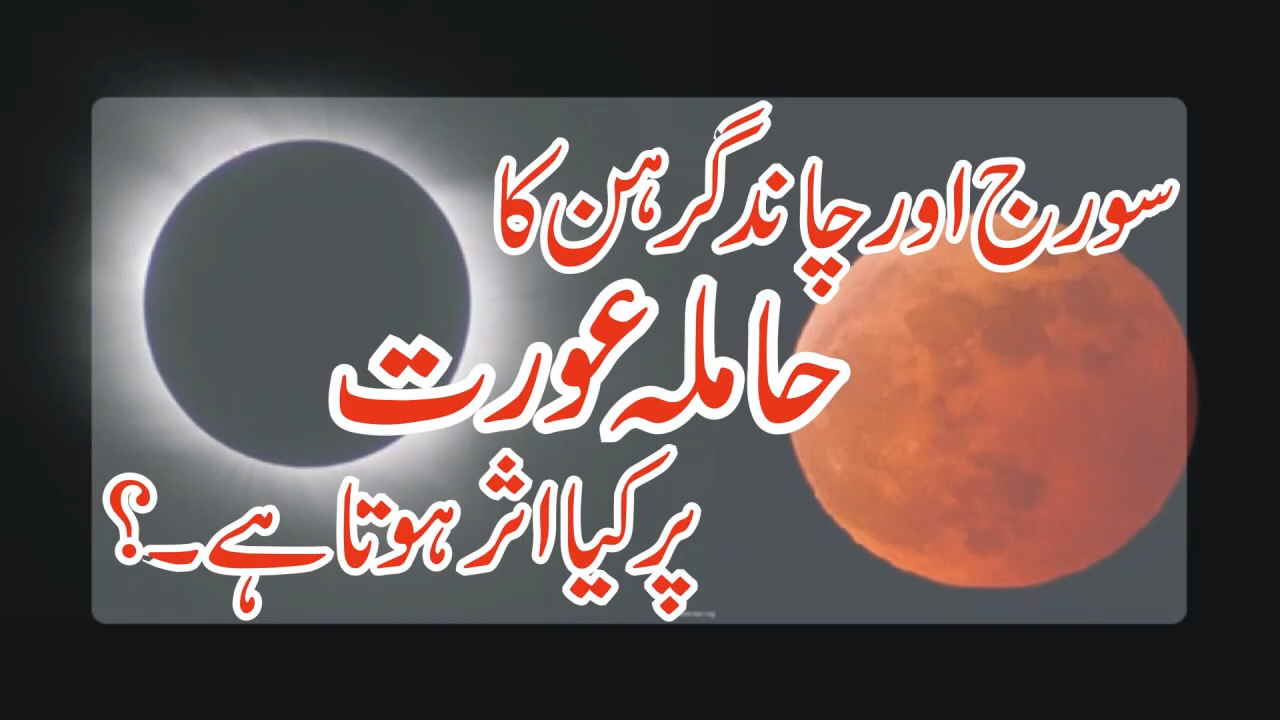 سورج اور چاند گرہن کا
حاملہ عورت
پر کیا اثر ہوتا ہے۔؟